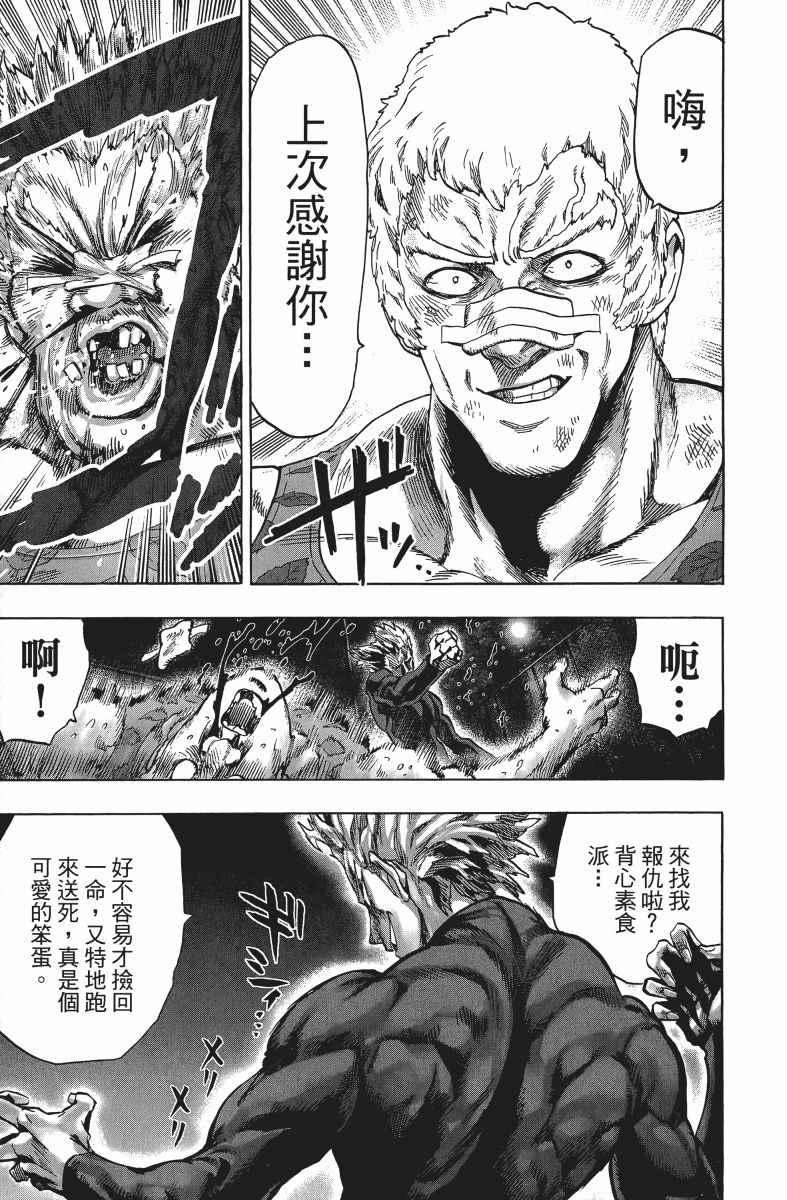 嗨，
上次感謝你…
ザッ…
呃…
啊！
來找我
報仇啦？
背心素食
派…
好不容易才撿回
一命，又特地跑
來送死，真是個
可愛的笨蛋。
ギシ
メリ
メリ